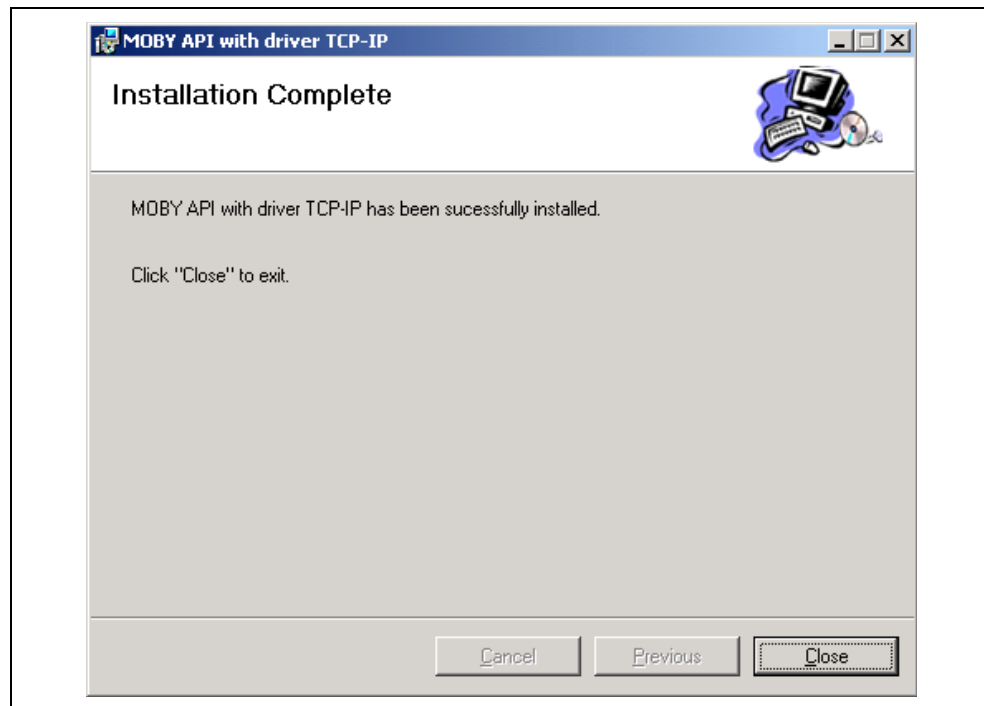 MOBY API with driver TCP-IP
Installation Complete
MOBY API with driver TCP-IP has been sucessfully installed.
Click "Close" to exit.
Cancel
Previous
Close